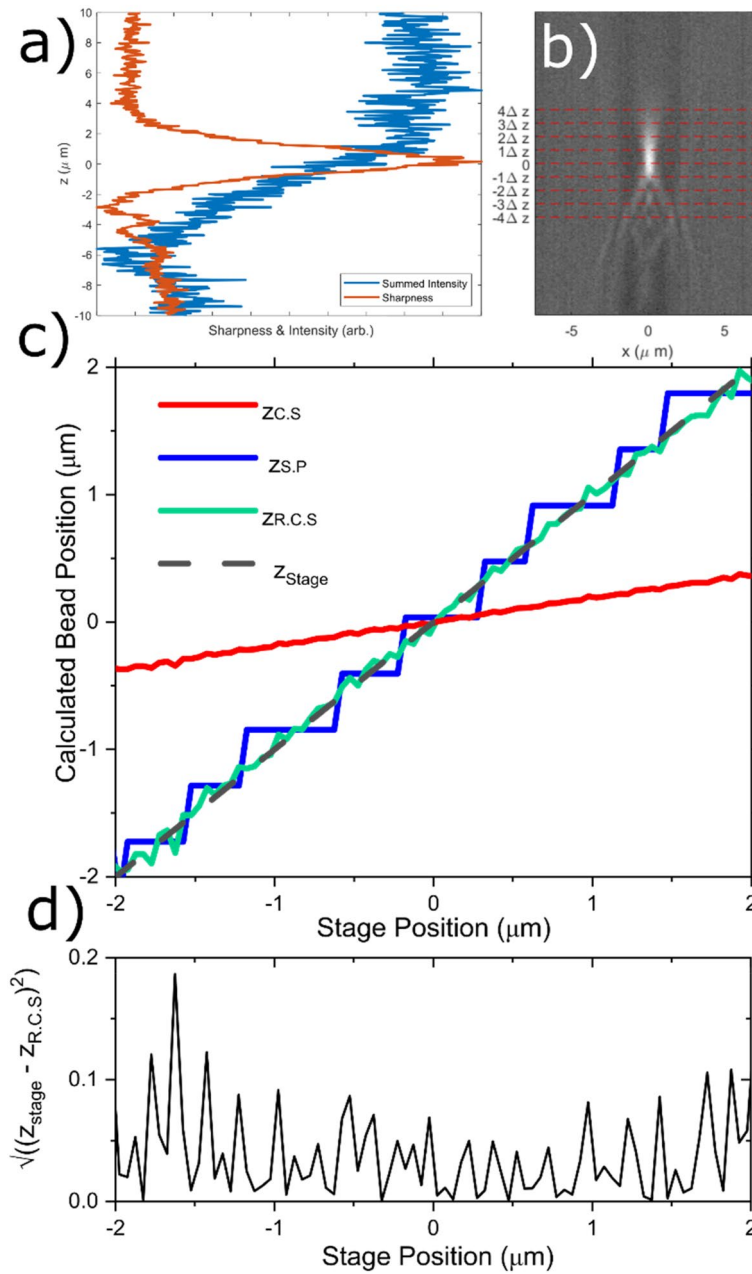 a)
10
8
6
4
2
0
-2
-4
-6
-8
-10
z (μ m)
Summed Intensity
Sharpness
Sharpness & Intensity (arb.)
b)
4Δ z
3Δ z
2Δ z
1Δ z
0
-1Δ z
-2Δ z
-3Δ z
-4Δ z
-5 0 5
x (μ m)
c)
2
1
0
-1
-2
Calculated Bead Position (μm)
zC.S
zS.P
zR.C.S
zStage
-2 -1 0 1 2
Stage Position (μm)
d)
0.2
0.1
0.0
√((zstage - zR.C.S)2)
-2 -1 0 1 2
Stage Position (μm)